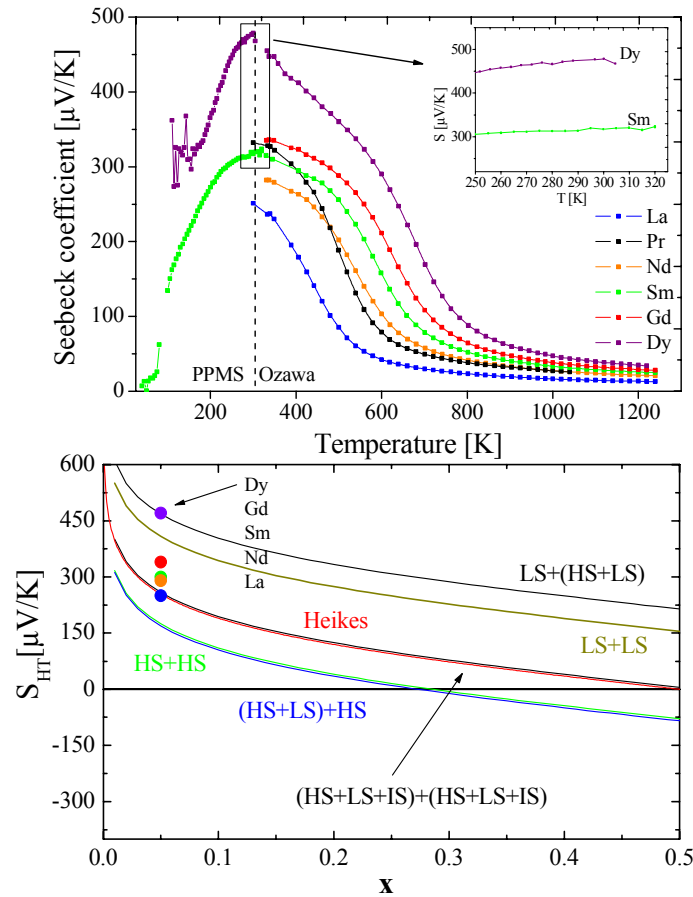 500
400
300
200
100
0
Seebeck coefficient [µV/K]
200 400 600 800 1000 1200
Temperature [K]
PPMS Ozawa
500
400
300
200
S [µV/K]
250 260 270 280 290 300 310 320
T [K]
Dy
Sm
La
Pr
Nd
Sm
Gd
Dy
600
450
300
150
0
-150
-300
S_HT [µV/K]
Dy
Gd
Sm
Nd
La
LS+(HS+LS)
LS+LS
Heikes
HS+HS
(HS+LS)+HS
(HS+LS+IS)+(HS+LS+IS)
0.0 0.1 0.2 0.3 0.4 0.5
x